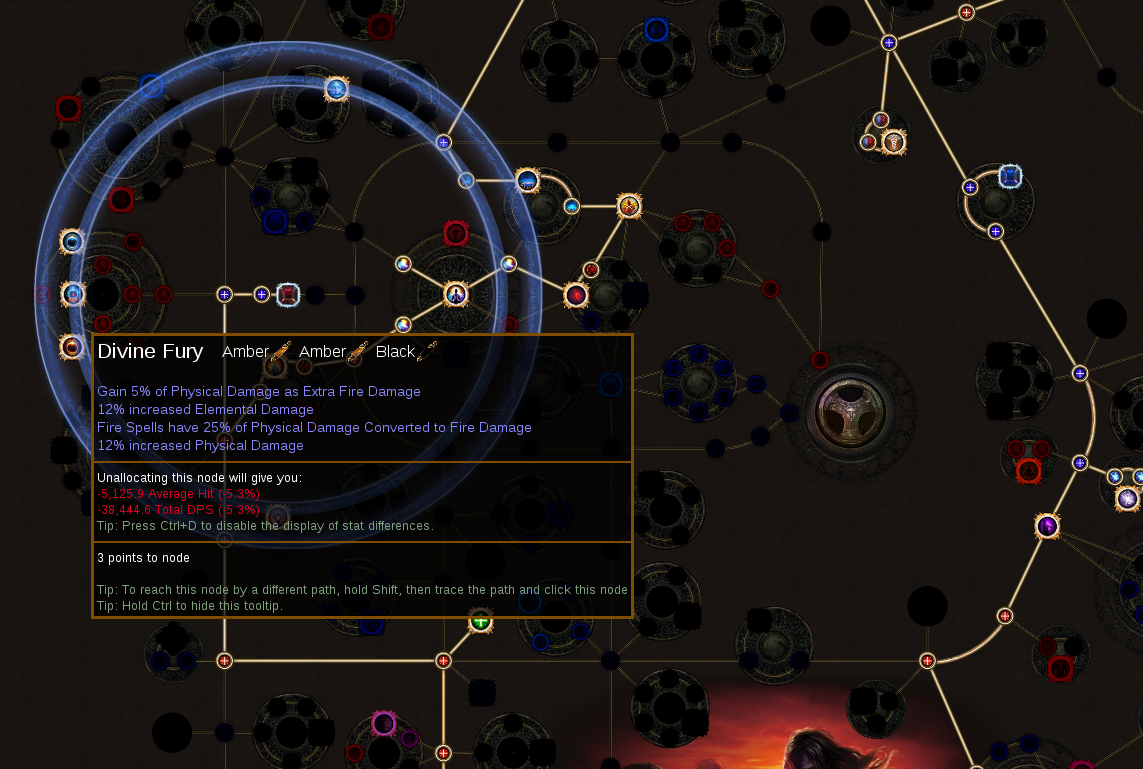 Divine Fury Amber Amber Black
Gain 5% of Physical Damage as Extra Fire Damage
12% increased Elemental Damage
Fire Spells have 25% of Physical Damage Converted to Fire Damage
12% increased Physical Damage
Unallocating this node will give you:
-5,125.9 Average Hit (-5.3%)
-38,444.6 Total DPS (-5.3%)
Tip: Press Ctrl+D to disable the display of stat differences.
3 points to node
Tip: To reach this node by a different path, hold Shift, then trace the path and click this node
Tip: Hold Ctrl to hide this tooltip.